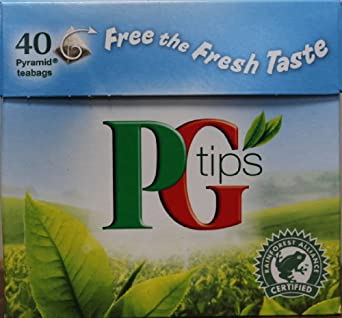 40
Pyramid®
teabags
Free the Fresh Taste
PG
tips
RAINFOREST ALLIANCE
CERTIFIED